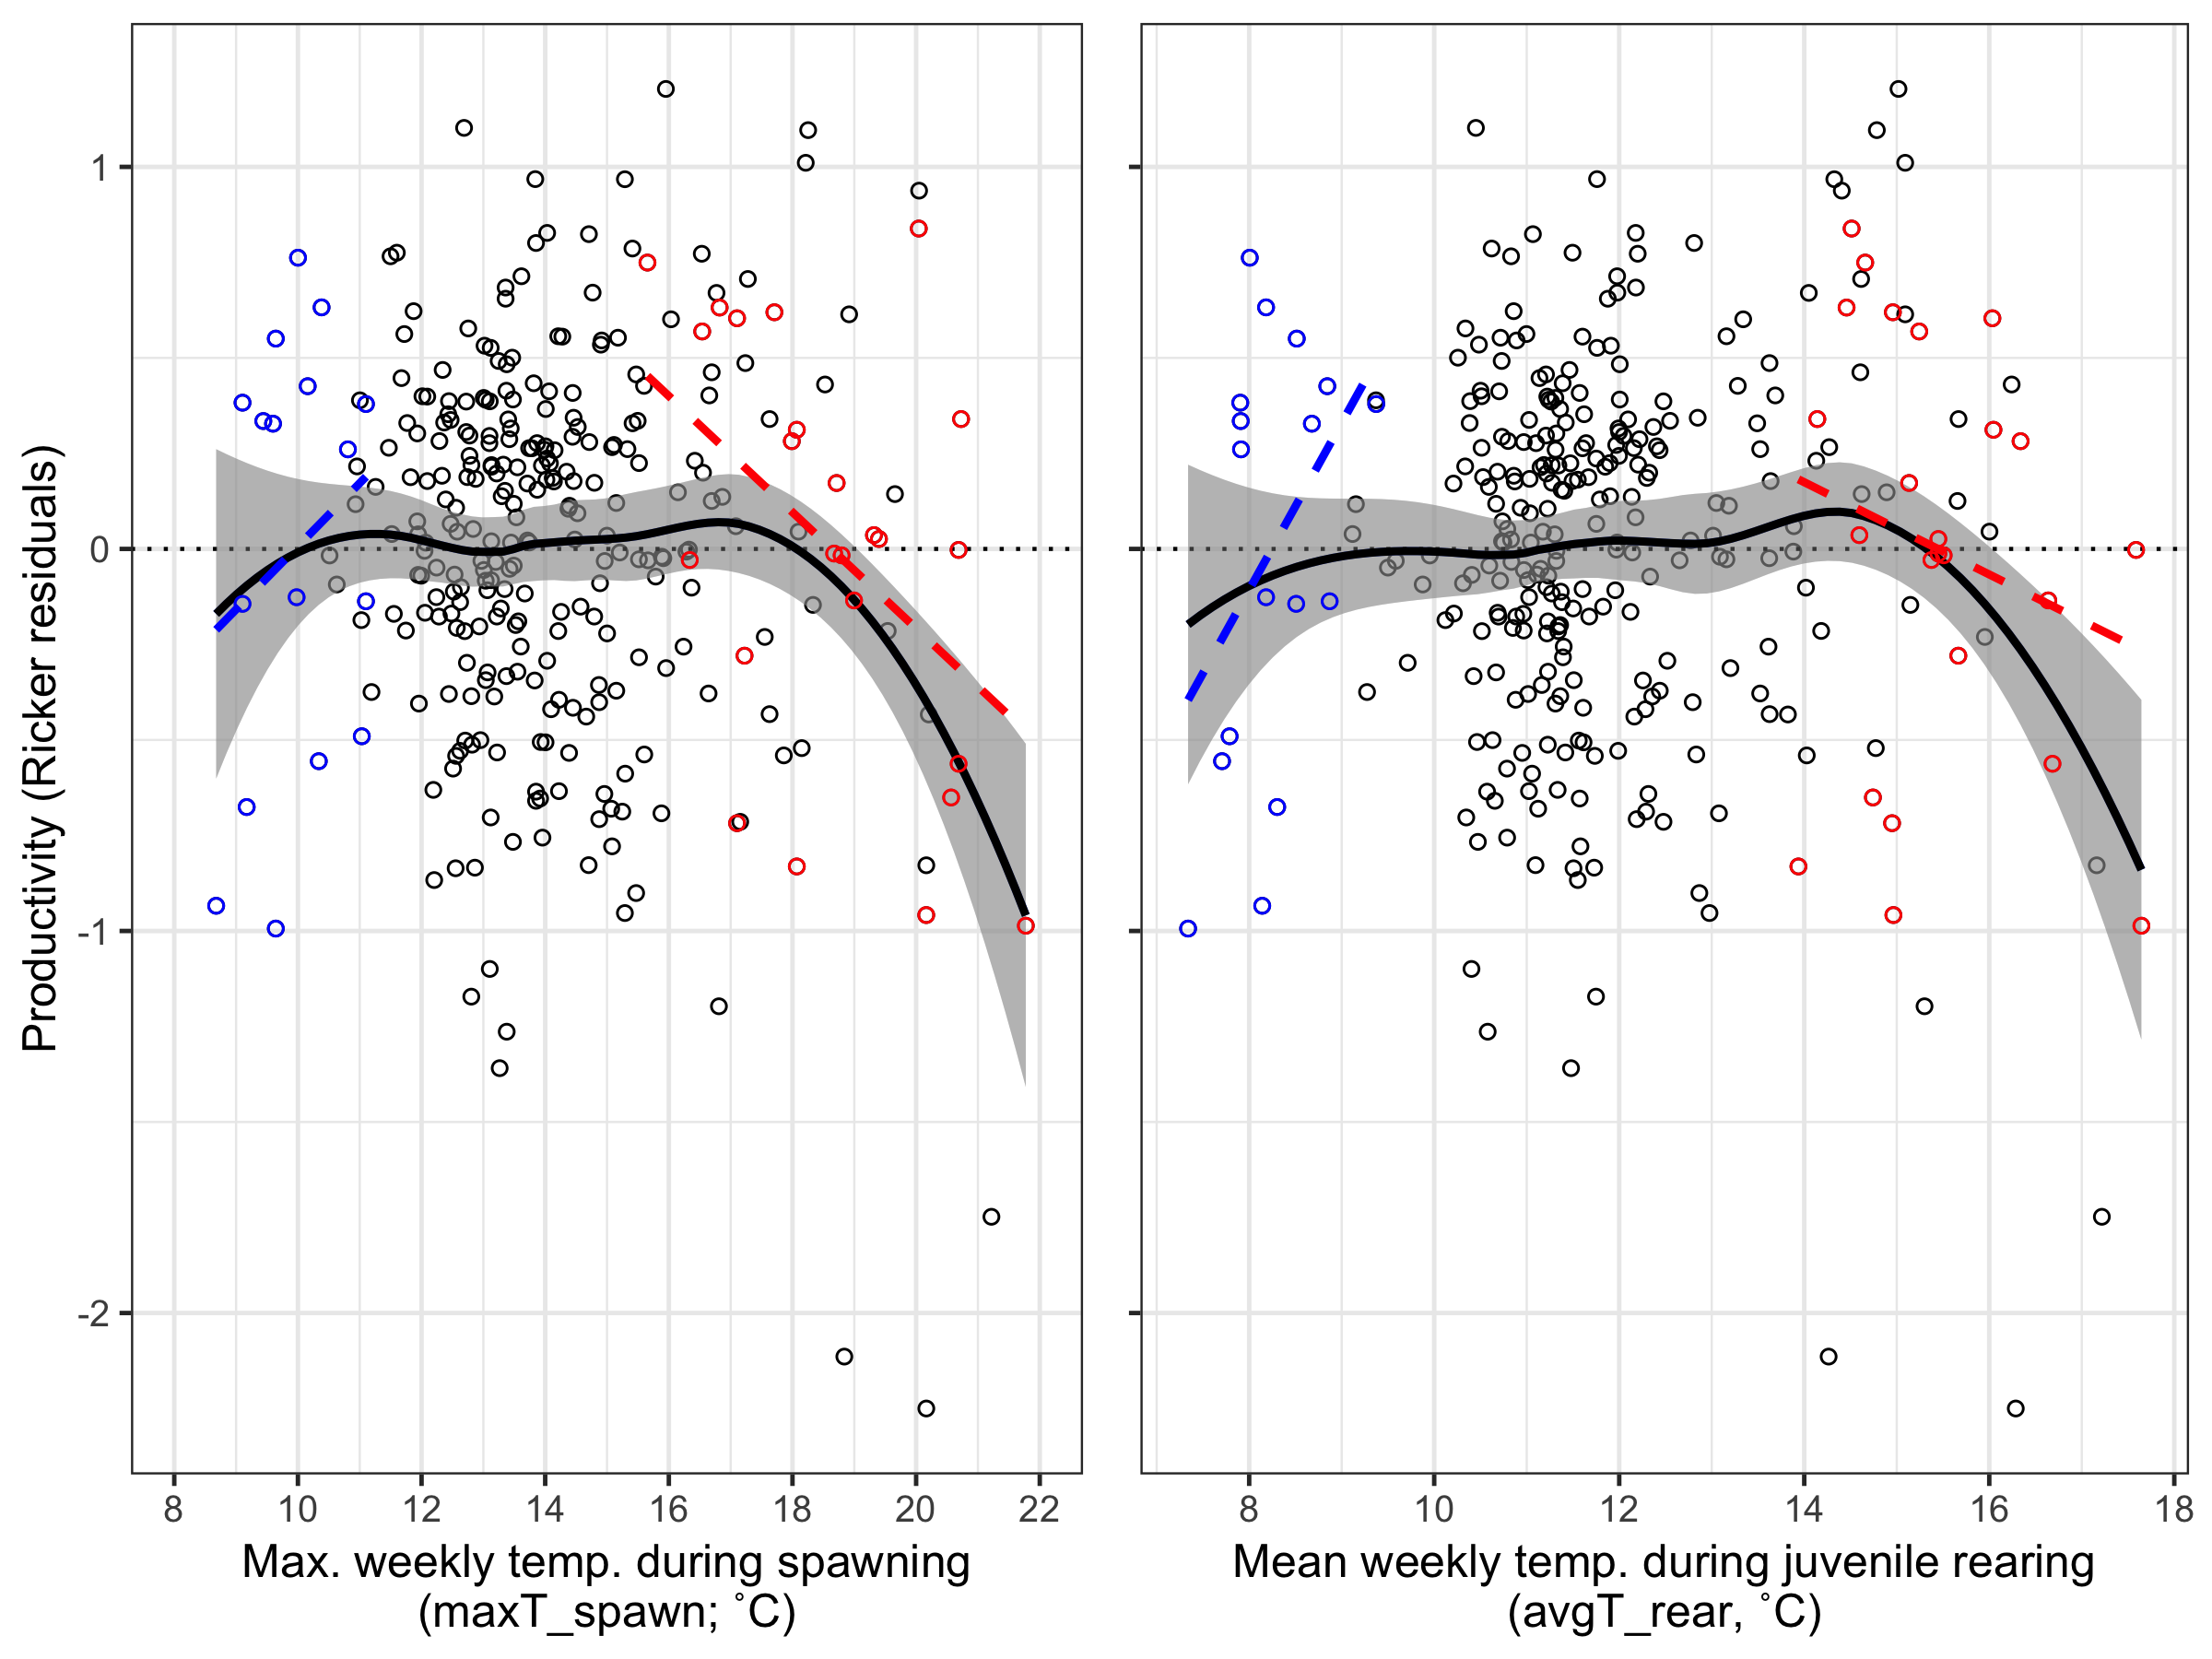 Productivity (Ricker residuals)
1
0
-1
-2
8 10 12 14 16 18 20 22
Max. weekly temp. during spawning
(maxT_spawn; ˚C)
8 10 12 14 16 18
Mean weekly temp. during juvenile rearing
(avgT_rear, ˚C)